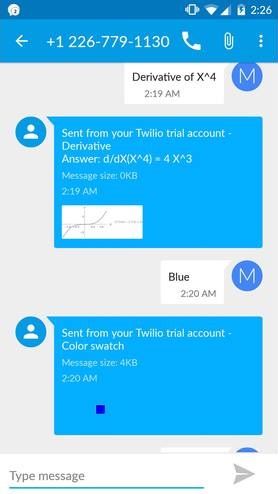 2:26
+1 226-779-1130
Derivative of X^4
M
2:19 AM
Sent from your Twilio trial account -
Derivative
Answer: d/dX(X^4) = 4 X^3
Message size: 0KB
2:19 AM
Blue
M
2:20 AM
Sent from your Twilio trial account -
Color swatch
Message size: 4KB
2:20 AM
Type message